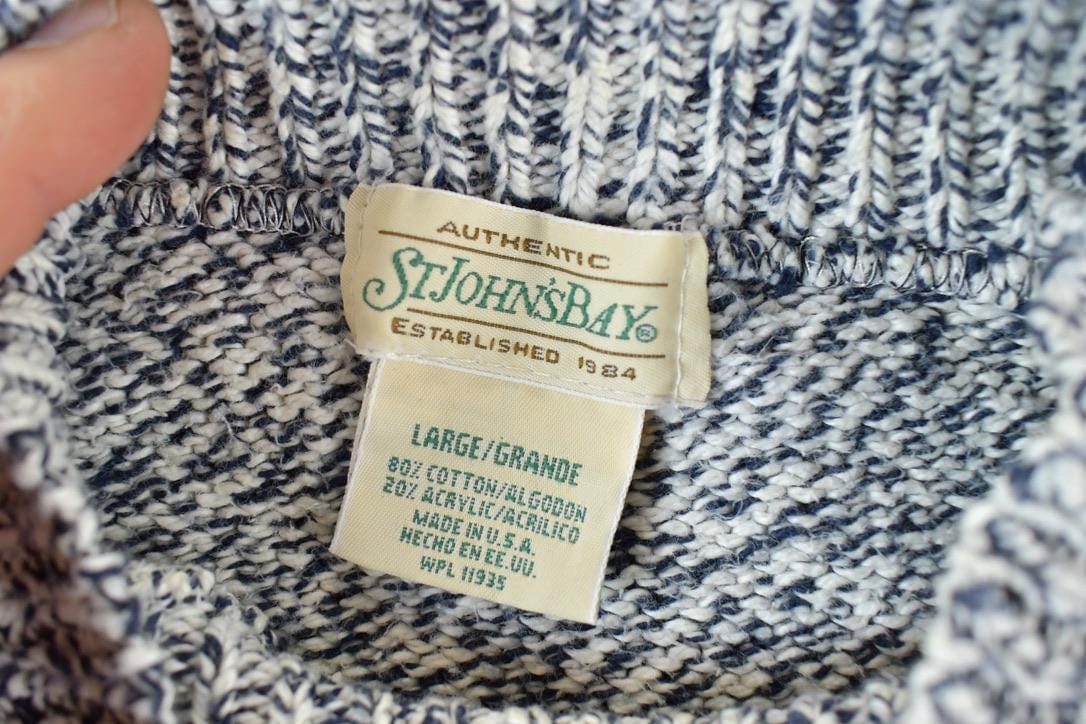 AUTHENTIC
ST JOHN'S BAY®
ESTABLISHED 1984
LARGE/GRANDE
80% COTTON/ALGODON
20% ACRYLIC/ACRILICO
MADE IN U.S.A.
HECHO EN EE.UU.
WPL 11935